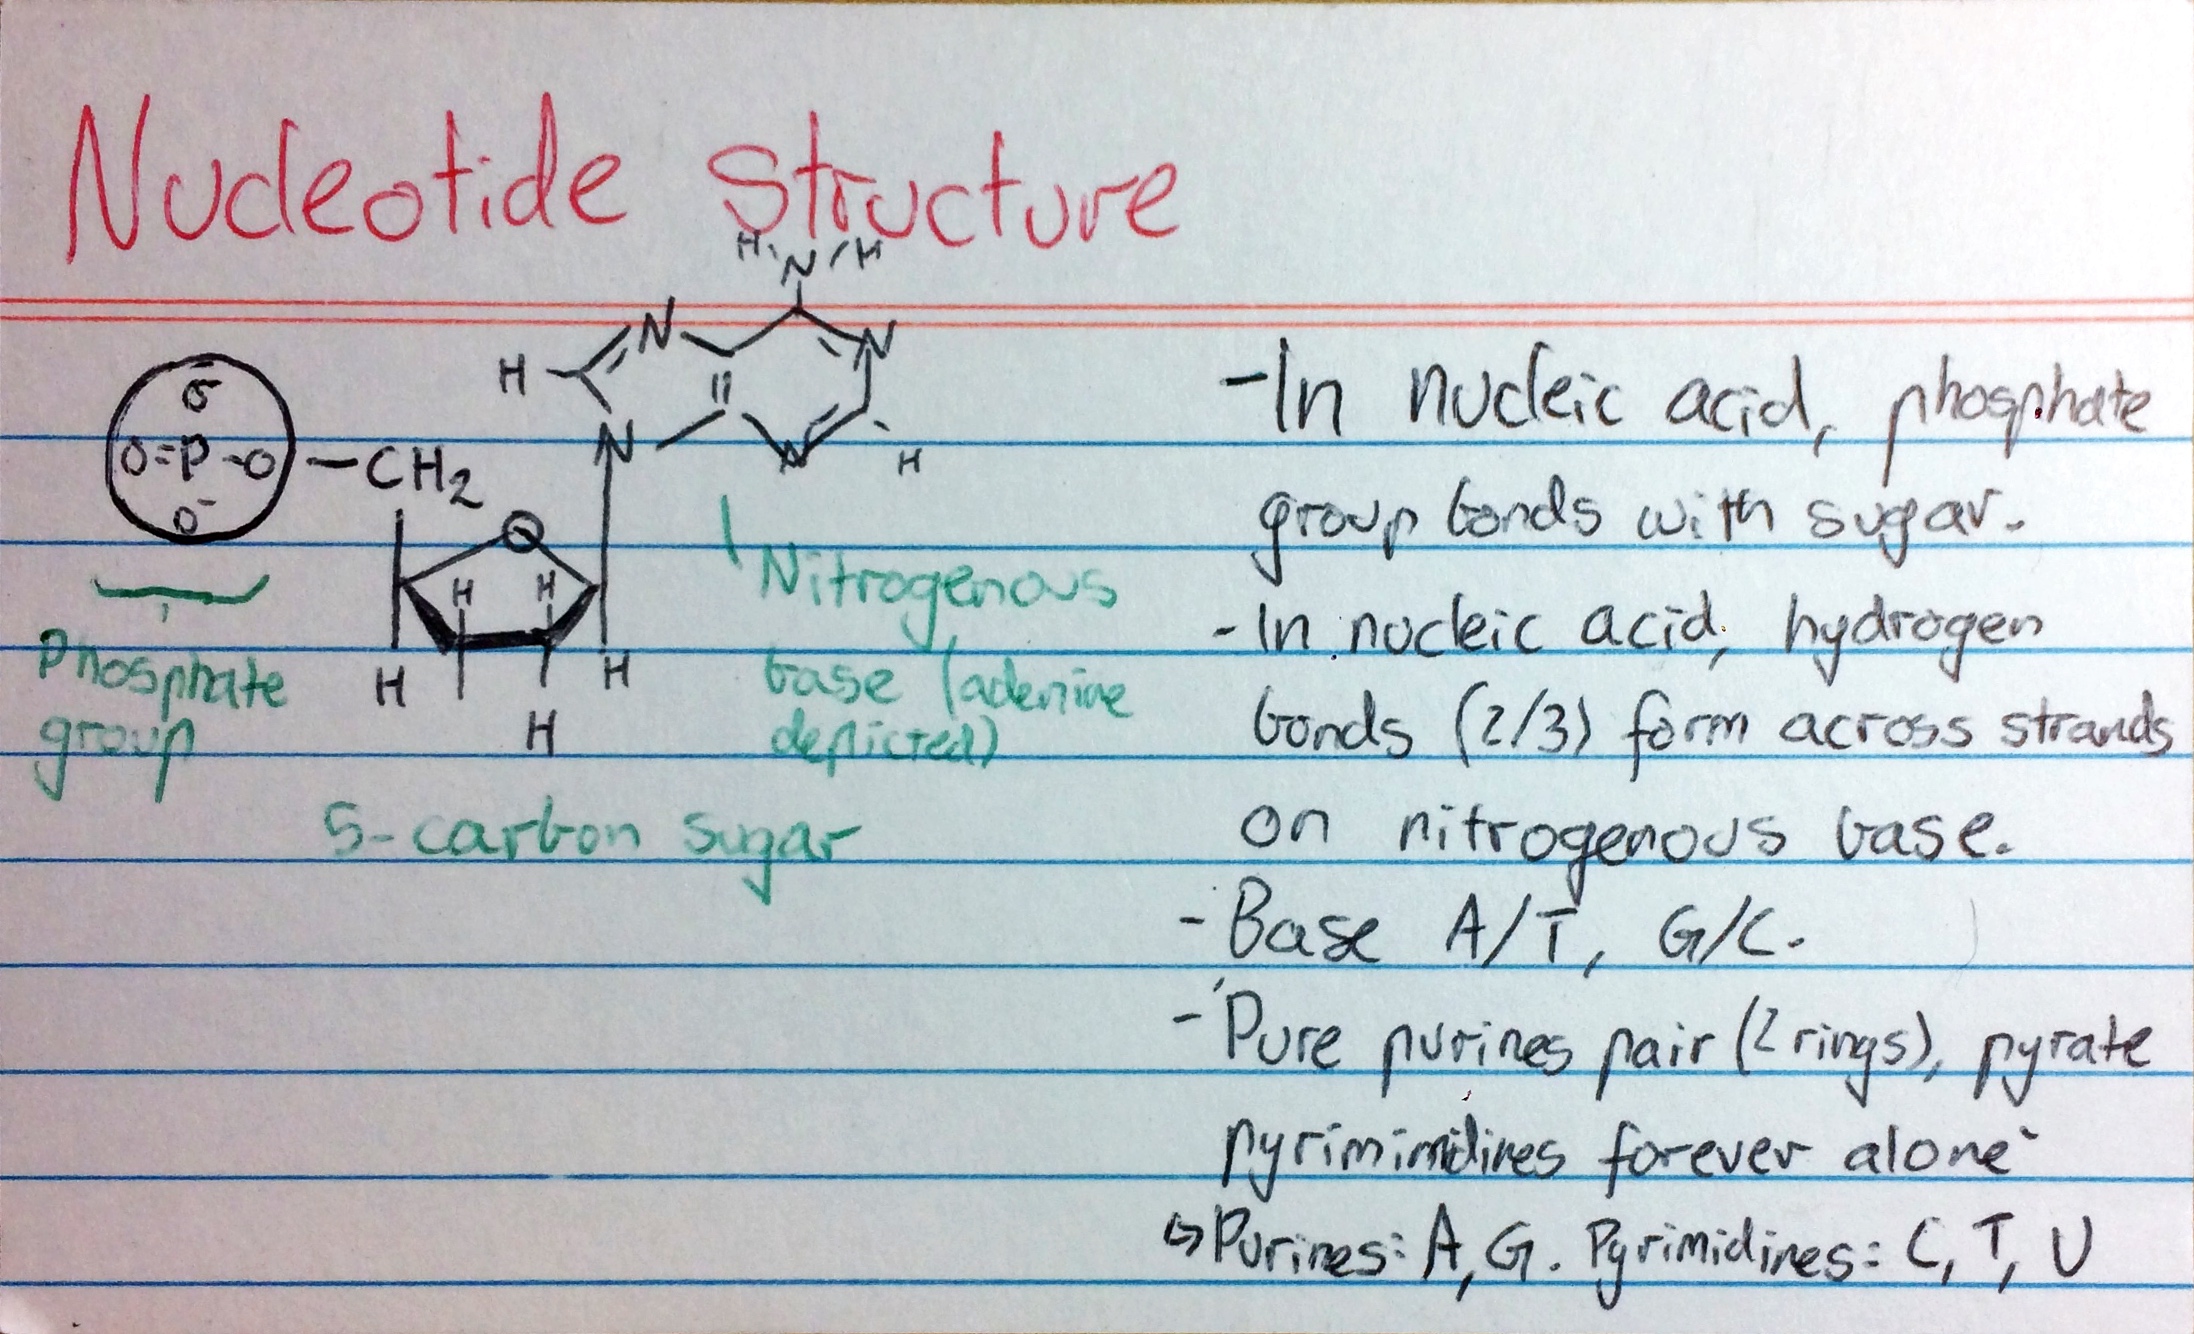 Nucleotide Structure
H N H
N N
H
O⁻
O=P-O-CH2 N N H
O⁻
O
H H
H H
H
Phosphate
group
Nitrogenous
base (adenine
depicted)
5-carbon sugar
-In nucleic acid, phosphate
group bonds with sugar.
-In nucleic acid, hydrogen
bonds (2/3) form across strands
on nitrogenous base.
-Base A/T, G/C.
-Pure purines pair (2 rings), pyrate
pyrimimidines forever alone
↳Purines: A,G. Pyrimidines: C, T, U